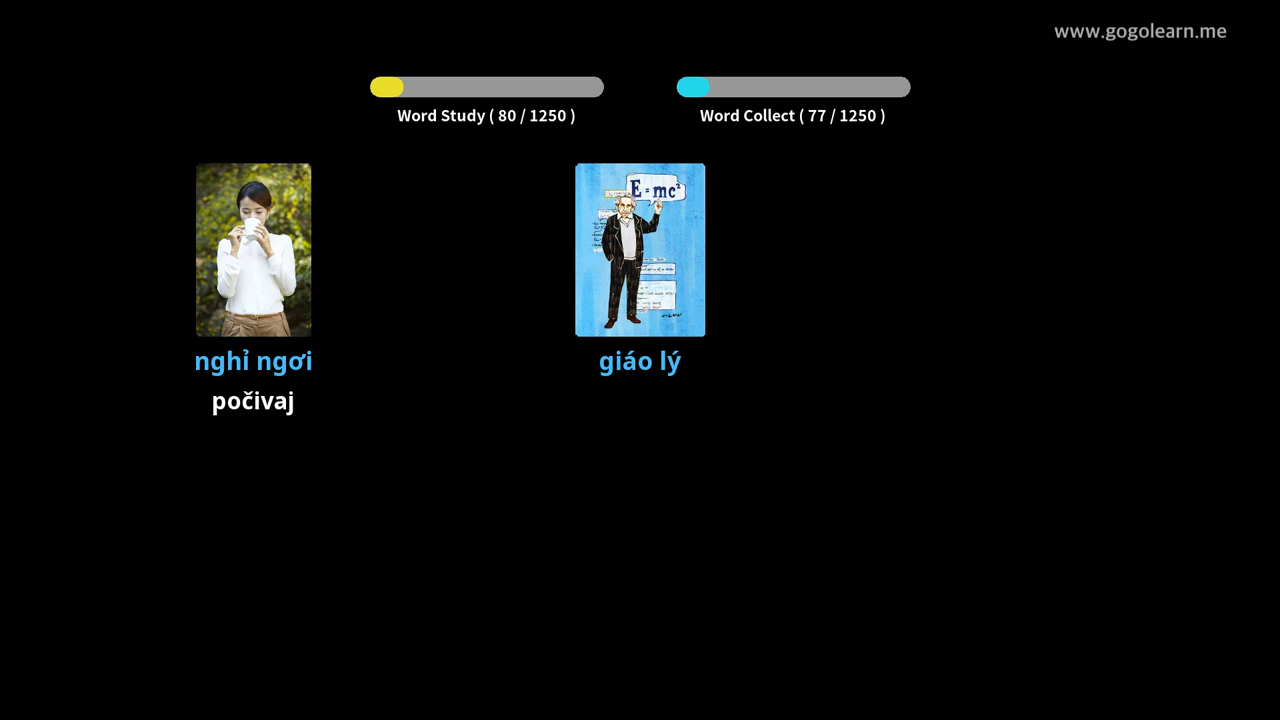 www.gogolearn.me
Word Study ( 80 / 1250 )
Word Collect ( 77 / 1250 )
E = mc²
nghỉ ngơi
giáo lý
počivaj